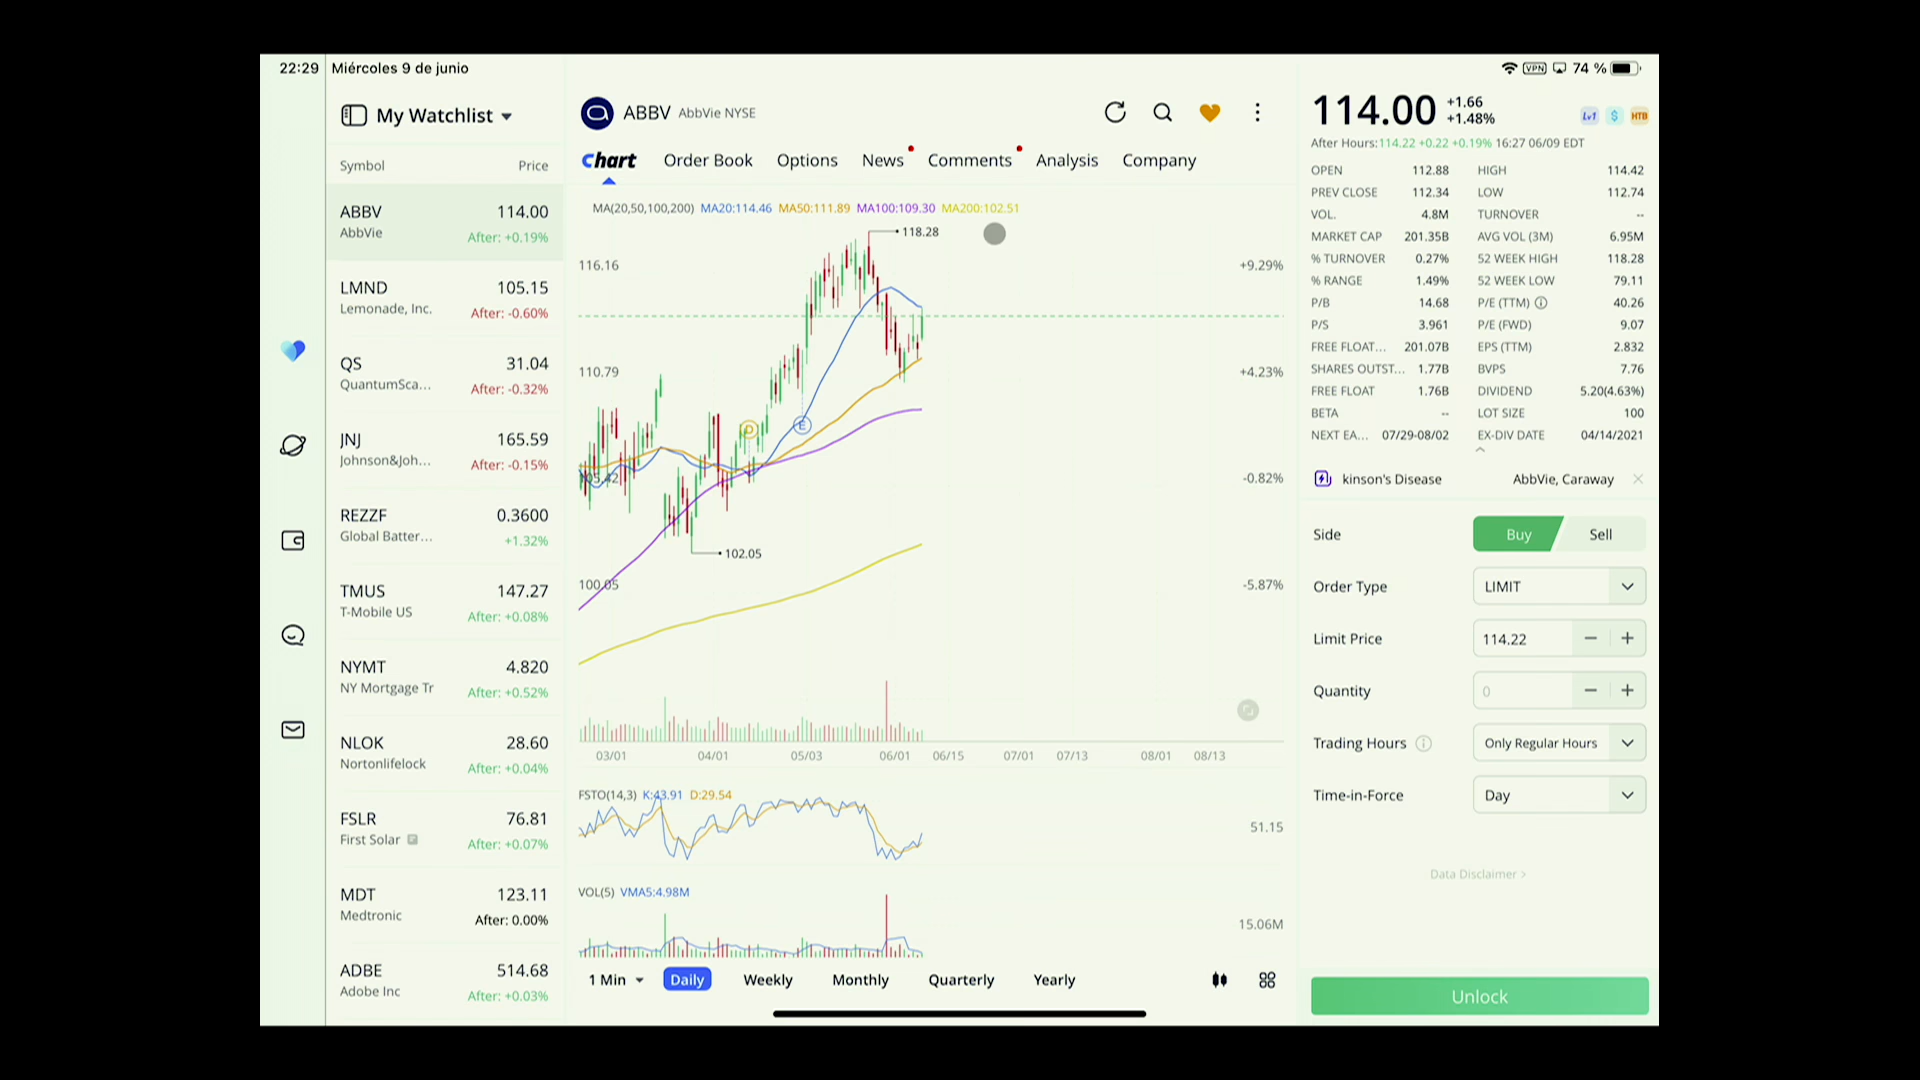 22:29 Miércoles 9 de junio
VPN 74 %
My Watchlist
Symbol Price
ABBV 114.00
AbbVie After: +0.19%
LMND 105.15
Lemonade, Inc. After: -0.60%
QS 31.04
QuantumSca... After: -0.32%
JNJ 165.59
Johnson&Joh... After: -0.15%
REZZF 0.3600
Global Batter... +1.32%
TMUS 147.27
T-Mobile US After: +0.08%
NYMT 4.820
NY Mortgage Tr After: +0.52%
NLOK 28.60
Nortonlifelock After: +0.04%
FSLR 76.81
First Solar After: +0.07%
MDT 123.11
Medtronic After: 0.00%
ADBE 514.68
Adobe Inc After: +0.03%
ABBV AbbVie NYSE
Chart Order Book Options News Comments Analysis Company
MA(20,50,100,200) MA20:114.46 MA50:111.89 MA100:109.30 MA200:102.51
118.28
116.16 +9.29%
110.79 +4.23%
D E
105.42 -0.82%
102.05
100.05 -5.87%
03/01 04/01 05/03 06/01 06/15 07/01 07/13 08/01 08/13
FSTO(14,3) K:43.91 D:29.54
51.15
VOL(5) VMA5:4.98M
15.06M
1 Min Daily Weekly Monthly Quarterly Yearly
114.00 +1.66
+1.48%
Lv1 $ HTB
After Hours:114.22 +0.22 +0.19% 16:27 06/09 EDT
OPEN 112.88 HIGH 114.42
PREV CLOSE 112.34 LOW 112.74
VOL. 4.8M TURNOVER --
MARKET CAP 201.35B AVG VOL (3M) 6.95M
% TURNOVER 0.27% 52 WEEK HIGH 118.28
% RANGE 1.49% 52 WEEK LOW 79.11
P/B 14.68 P/E (TTM) 40.26
P/S 3.961 P/E (FWD) 9.07
FREE FLOAT... 201.07B EPS (TTM) 2.832
SHARES OUTST... 1.77B BVPS 7.76
FREE FLOAT 1.76B DIVIDEND 5.20(4.63%)
BETA -- LOT SIZE 100
NEXT EA... 07/29-08/02 EX-DIV DATE 04/14/2021
kinson's Disease AbbVie, Caraway
Side Buy Sell
Order Type LIMIT
Limit Price 114.22
Quantity 0
Trading Hours Only Regular Hours
Time-in-Force Day
Data Disclaimer >
Unlock